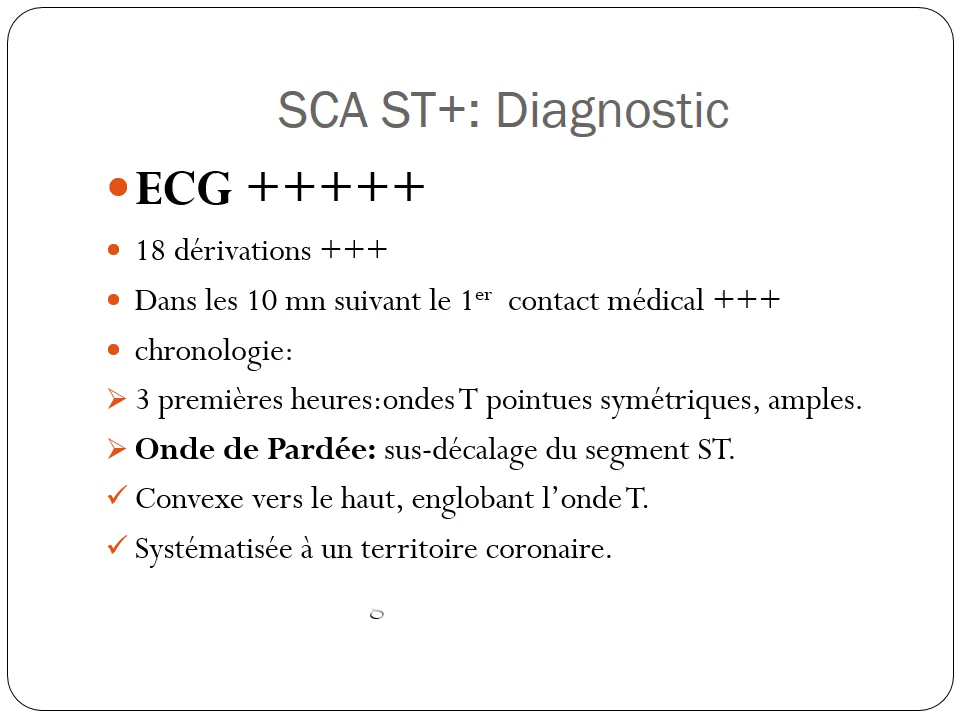 SCA ST+: Diagnostic
ECG +++++
18 dérivations +++
Dans les 10 mn suivant le 1er contact médical +++
chronologie:
3 premières heures:ondes T pointues symétriques, amples.
Onde de Pardée: sus-décalage du segment ST.
Convexe vers le haut, englobant l’onde T.
Systématisée à un territoire coronaire.